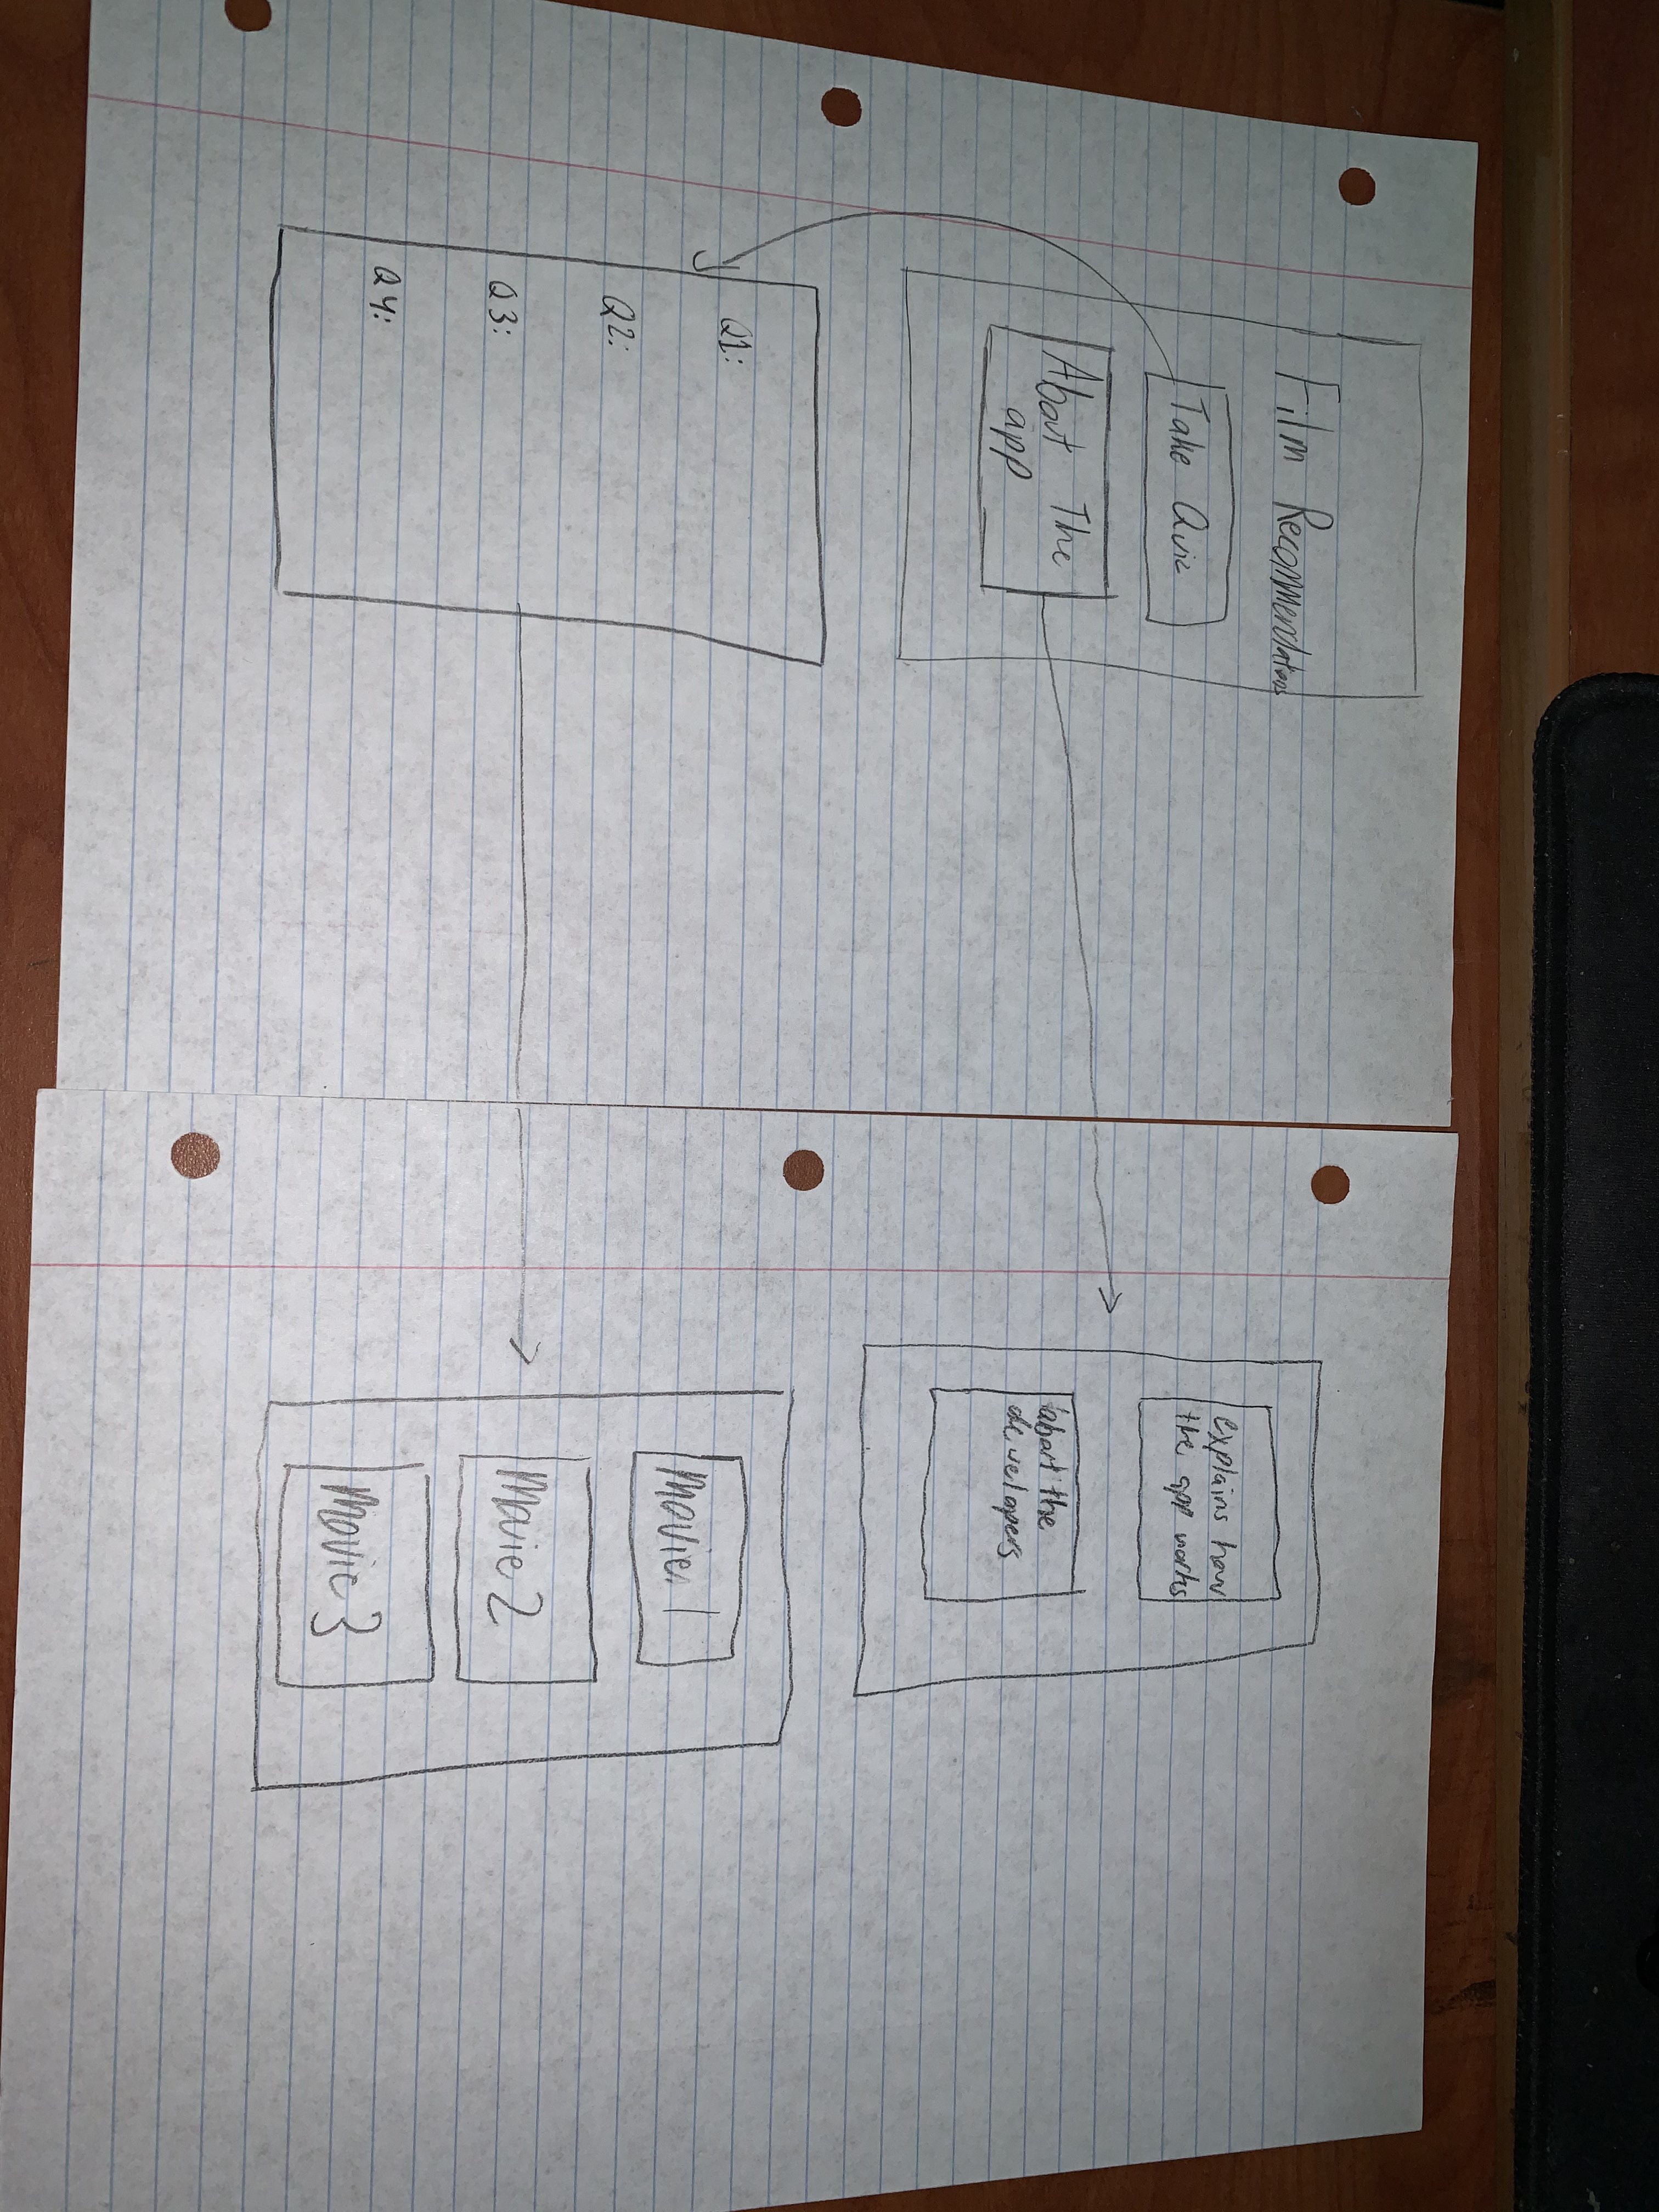 Film Recommendations
Take Quiz
About The
app
Q1:
Q2:
Q3:
Q4:
explains how
the app works
about the
developers
Movie 1
Movie 2
Movie 3